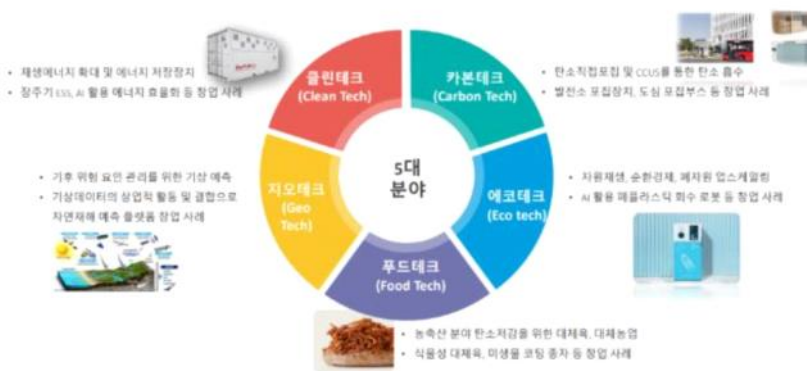 클린테크
(Clean Tech)
• 재생에너지 확대 및 에너지 저장장치
• 장주기 ESS, AI 활용 에너지 효율화 등 창업 사례
카본테크
(Carbon Tech)
• 탄소직접포집 및 CCUS를 통한 탄소 흡수
• 발전소 포집장치, 도심 포집부스 등 창업 사례
5대
분야
지오테크
(Geo
Tech)
• 기후 위험 요인 관리를 위한 기상 예측
• 기상데이터의 상업적 활동 및 결합으로
자연재해 예측 플랫폼 창업 사례
에코테크
(Eco tech)
• 자원재생, 순환경제, 폐자원 업스케일링
• AI 활용 폐플라스틱 회수 로봇 등 창업 사례
푸드테크
(Food Tech)
• 농축산 분야 탄소저감을 위한 대체육, 대체농업
• 식물성 대체육, 미생물 코팅 종자 등 창업 사례